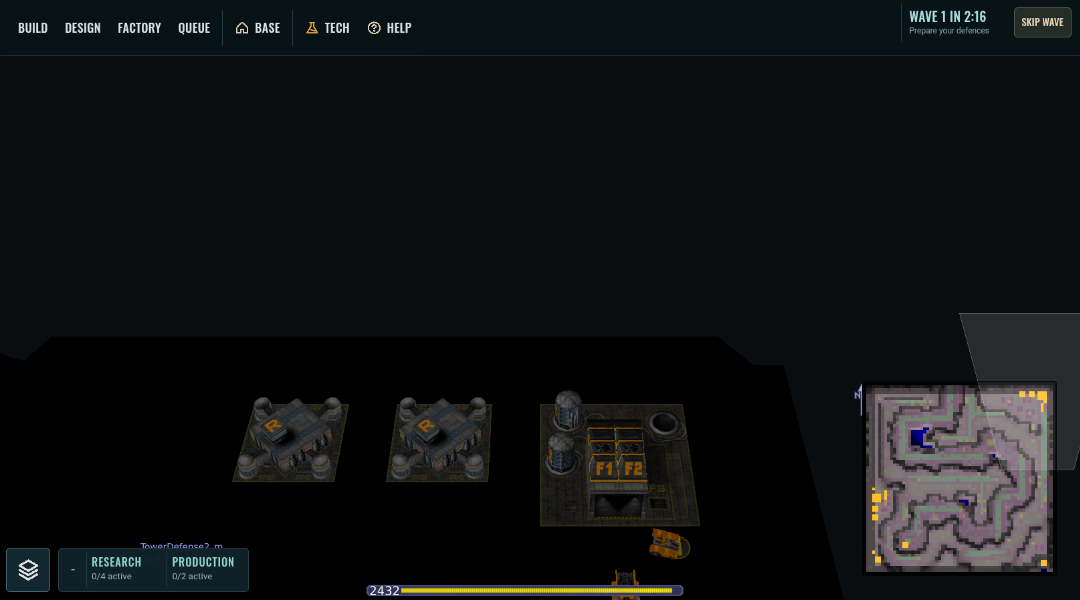 BUILD DESIGN FACTORY QUEUE BASE TECH HELP
WAVE 1 IN 2:16
Prepare your defences
SKIP WAVE
R R
F1 F2
F3
N
TowerDefense2_m
- RESEARCH PRODUCTION
0/4 active 0/2 active
2432